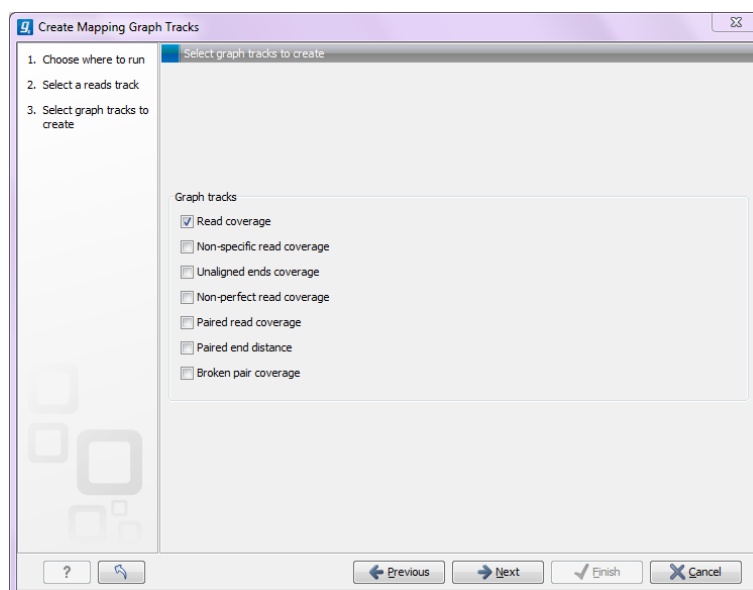 Create Mapping Graph Tracks
1. Choose where to run
2. Select a reads track
3. Select graph tracks to
create
Select graph tracks to create
Graph tracks
Read coverage
Non-specific read coverage
Unaligned ends coverage
Non-perfect read coverage
Paired read coverage
Paired end distance
Broken pair coverage
?
Previous
Next
Finish
Cancel